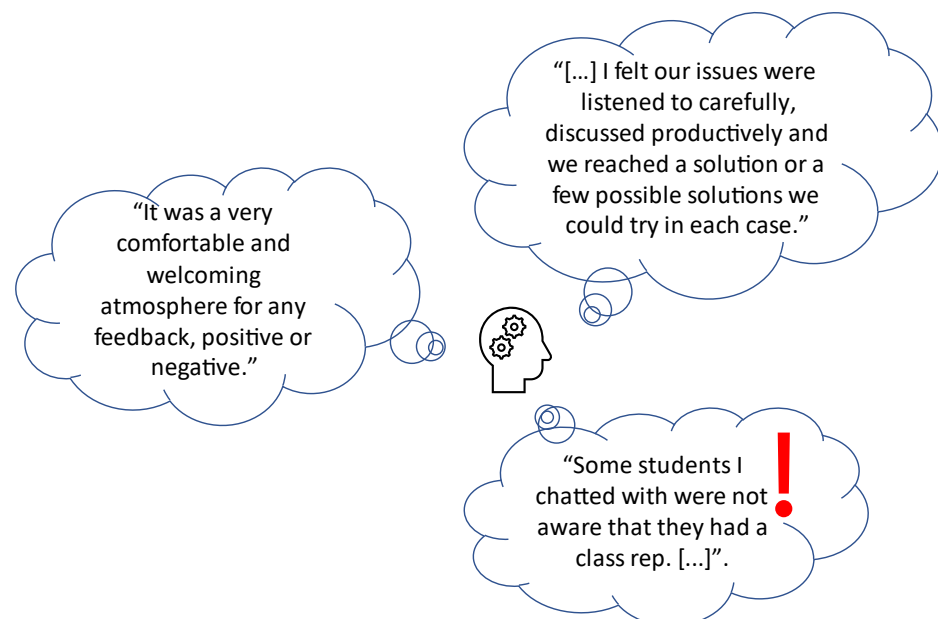 “It was a very
comfortable and
welcoming
atmosphere for any
feedback, positive or
negative.”
“[...] I felt our issues were
listened to carefully,
discussed productively and
we reached a solution or a
few possible solutions we
could try in each case.”
“Some students I
chatted with were not
aware that they had a
class rep. [...]”.
!